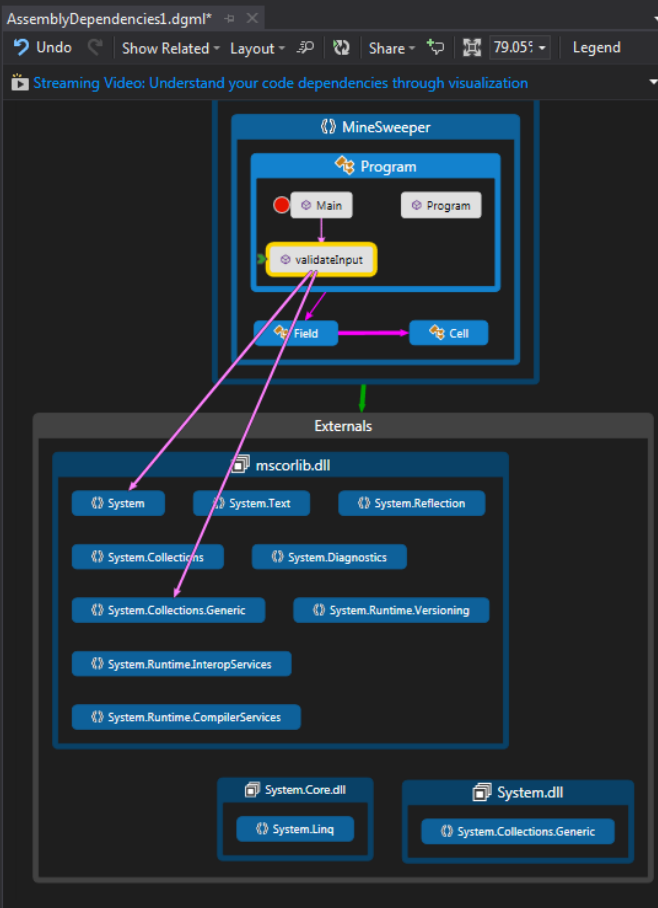 AssemblyDependencies1.dgml*
Undo Show Related Layout Share 79.05% Legend
Streaming Video: Understand your code dependencies through visualization
MineSweeper
Program
Main Program
validateInput
Field Cell
Externals
mscorlib.dll
System System.Text System.Reflection
System.Collections System.Diagnostics
System.Collections.Generic System.Runtime.Versioning
System.Runtime.InteropServices
System.Runtime.CompilerServices
System.Core.dll System.dll
System.Linq System.Collections.Generic